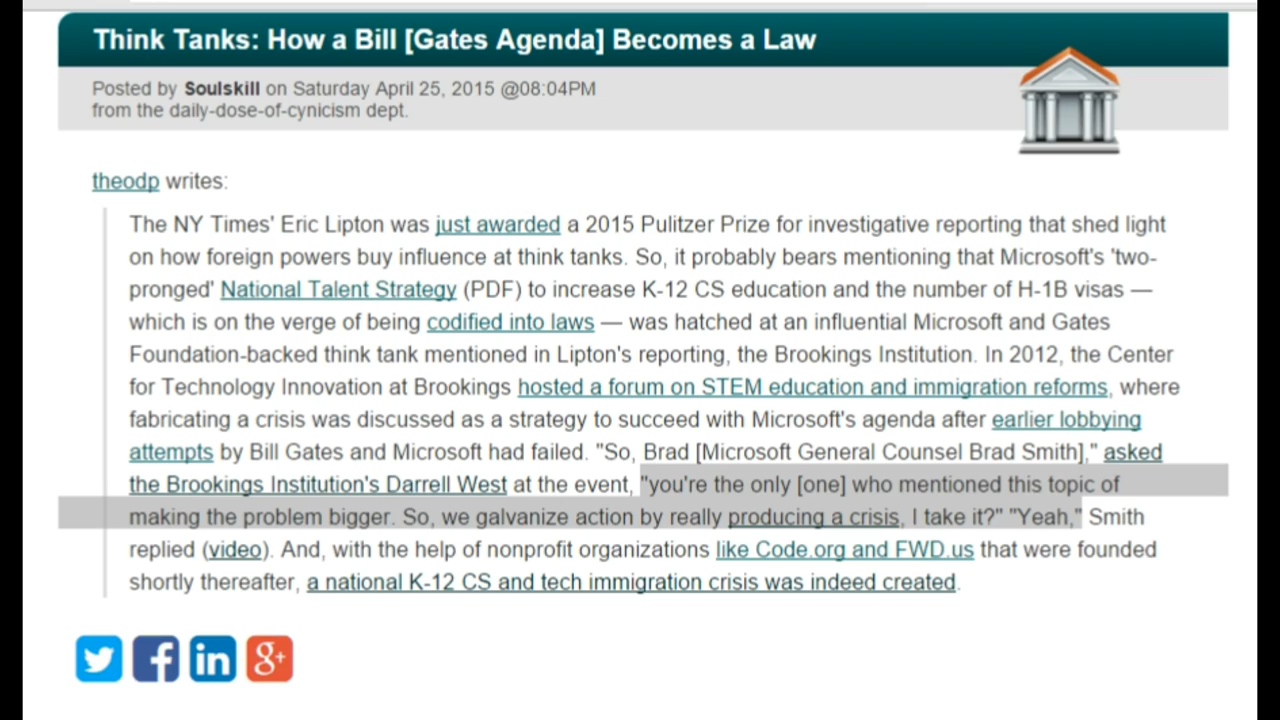 Think Tanks: How a Bill [Gates Agenda] Becomes a Law
Posted by Soulskill on Saturday April 25, 2015 @08:04PM
from the daily-dose-of-cynicism dept.
theodp writes:
The NY Times' Eric Lipton was just awarded a 2015 Pulitzer Prize for investigative reporting that shed light
on how foreign powers buy influence at think tanks. So, it probably bears mentioning that Microsoft's 'two-
pronged' National Talent Strategy (PDF) to increase K-12 CS education and the number of H-1B visas —
which is on the verge of being codified into laws — was hatched at an influential Microsoft and Gates
Foundation-backed think tank mentioned in Lipton's reporting, the Brookings Institution. In 2012, the Center
for Technology Innovation at Brookings hosted a forum on STEM education and immigration reforms, where
fabricating a crisis was discussed as a strategy to succeed with Microsoft's agenda after earlier lobbying
attempts by Bill Gates and Microsoft had failed. "So, Brad [Microsoft General Counsel Brad Smith]," asked
the Brookings Institution's Darrell West at the event, "you're the only [one] who mentioned this topic of
making the problem bigger. So, we galvanize action by really producing a crisis, I take it?" "Yeah," Smith
replied (video). And, with the help of nonprofit organizations like Code.org and FWD.us that were founded
shortly thereafter, a national K-12 CS and tech immigration crisis was indeed created.